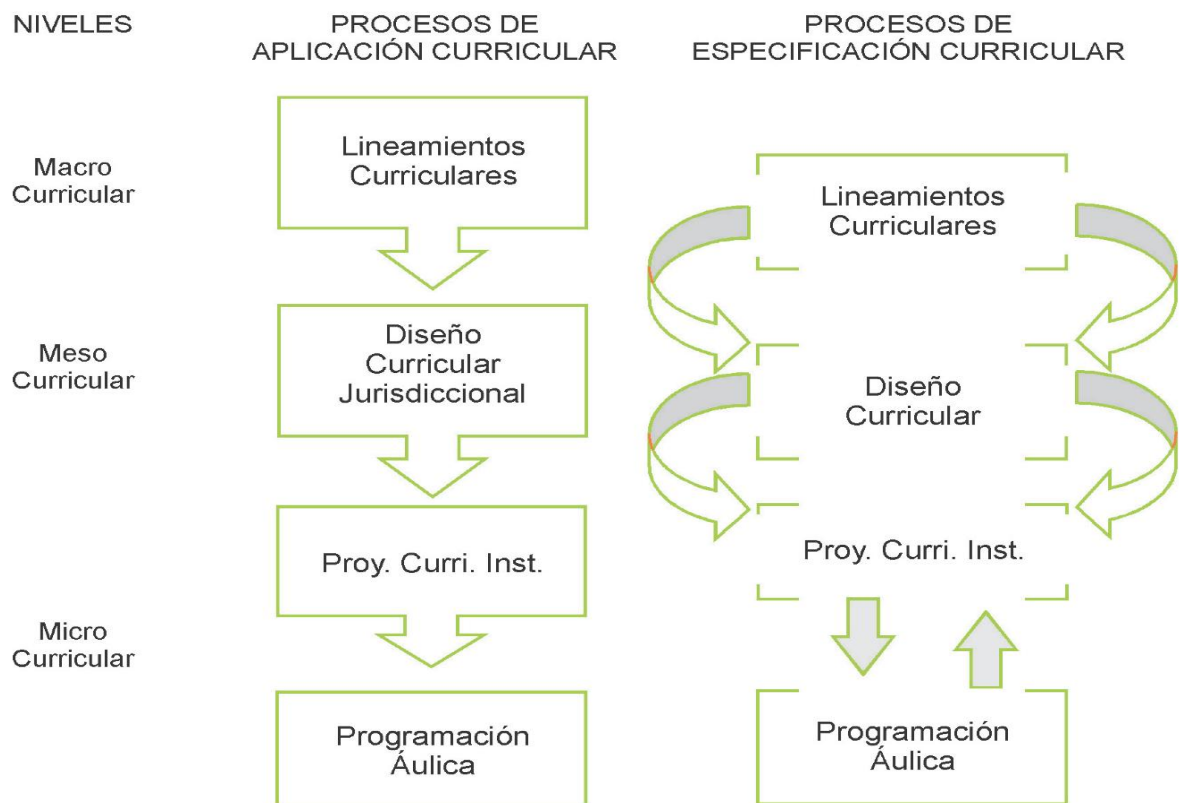 NIVELES
PROCESOS DE
APLICACIÓN CURRICULAR
PROCESOS DE
ESPECIFICACIÓN CURRICULAR
Macro
Curricular
Lineamientos
Curriculares
Lineamientos
Curriculares
Meso
Curricular
Diseño
Curricular
Jurisdiccional
Diseño
Curricular
Proy. Curri. Inst.
Proy. Curri. Inst.
Micro
Curricular
Programación
Áulica
Programación
Áulica